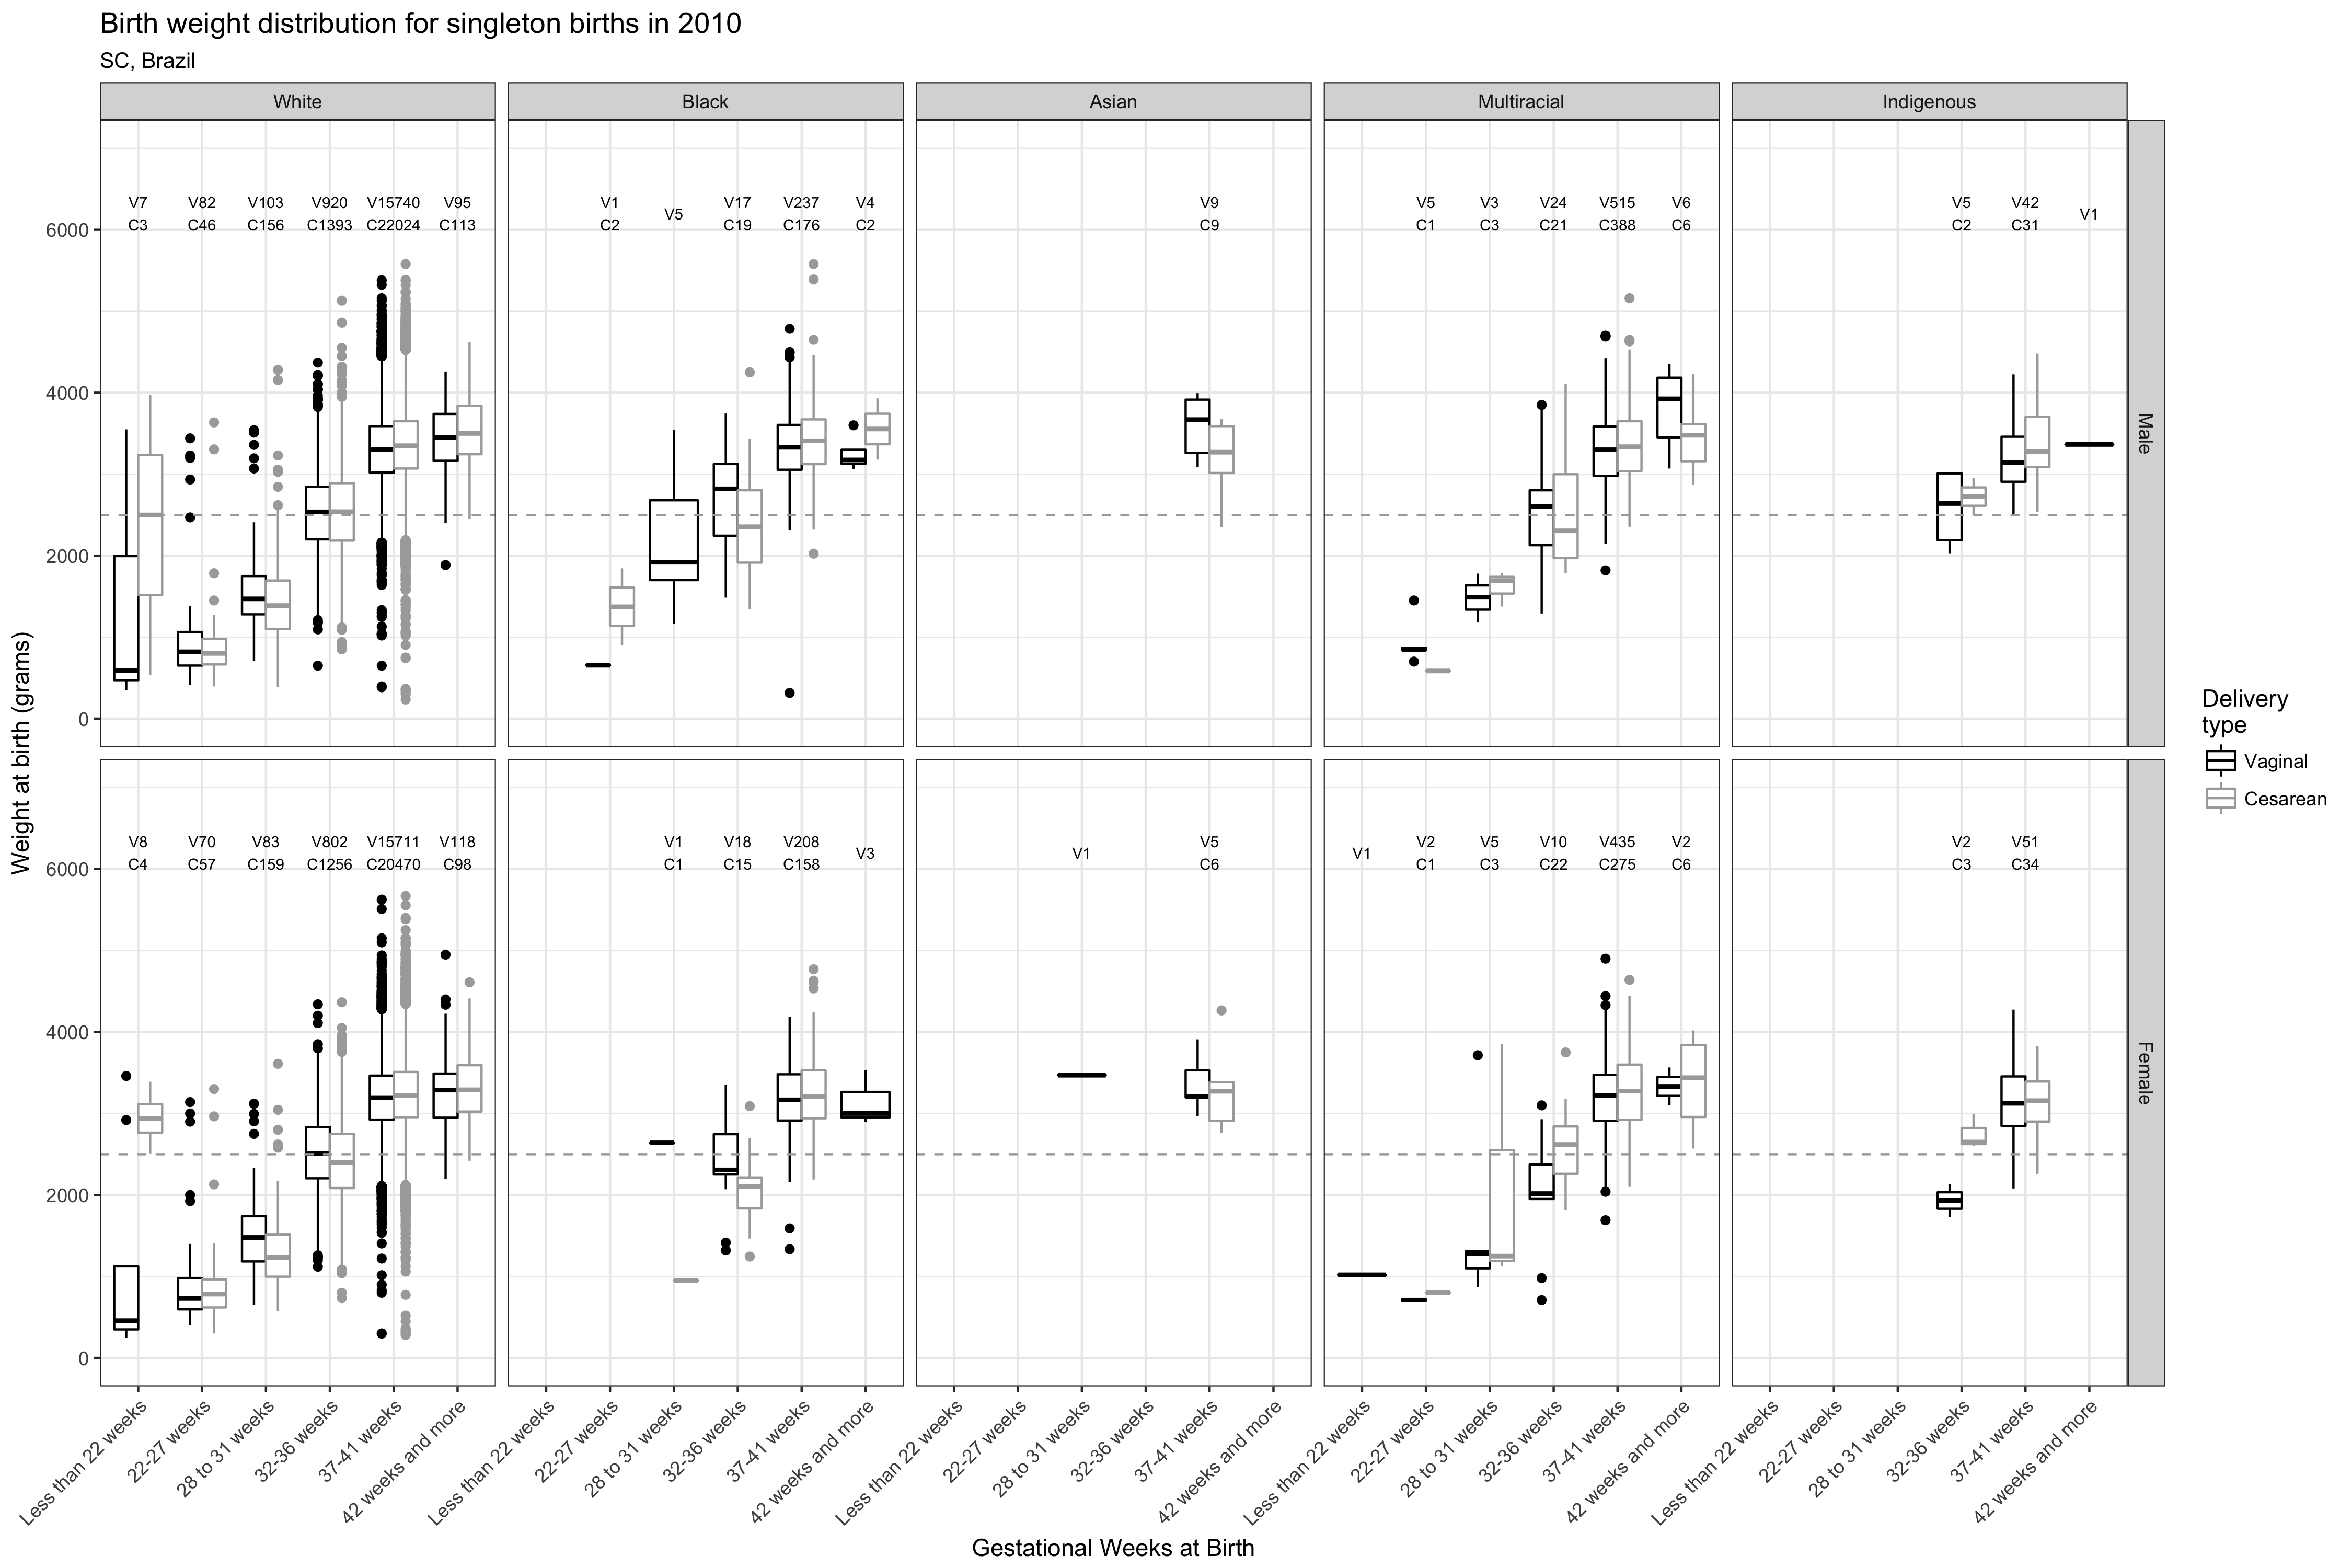 Birth weight distribution for singleton births in 2010
SC, Brazil
White Black Asian Multiracial Indigenous
V7 V82 V103 V920 V15740 V95 V1 V5 V17 V237 V4 V9 V5 V3 V24 V515 V6 V5 V42 V1
C3 C46 C156 C1393 C22024 C113 C2 C19 C176 C2 C9 C1 C3 C21 C388 C6 C2 C31
6000
4000
2000
0
Male
V8 V70 V83 V802 V15711 V118 V1 V18 V208 V3 V1 V5 V1 V2 V5 V10 V435 V2 V2 V51
C4 C57 C159 C1256 C20470 C98 C1 C15 C158 C6 C1 C3 C22 C275 C6 C3 C34
6000
4000
2000
0
Female
Weight at birth (grams)
Less than 22 weeks
22-27 weeks
28 to 31 weeks
32-36 weeks
37-41 weeks
42 weeks and more
Less than 22 weeks
22-27 weeks
28 to 31 weeks
32-36 weeks
37-41 weeks
42 weeks and more
Less than 22 weeks
22-27 weeks
28 to 31 weeks
32-36 weeks
37-41 weeks
42 weeks and more
Less than 22 weeks
22-27 weeks
28 to 31 weeks
32-36 weeks
37-41 weeks
42 weeks and more
Less than 22 weeks
22-27 weeks
28 to 31 weeks
32-36 weeks
37-41 weeks
42 weeks and more
Gestational Weeks at Birth
Delivery
type
Vaginal
Cesarean